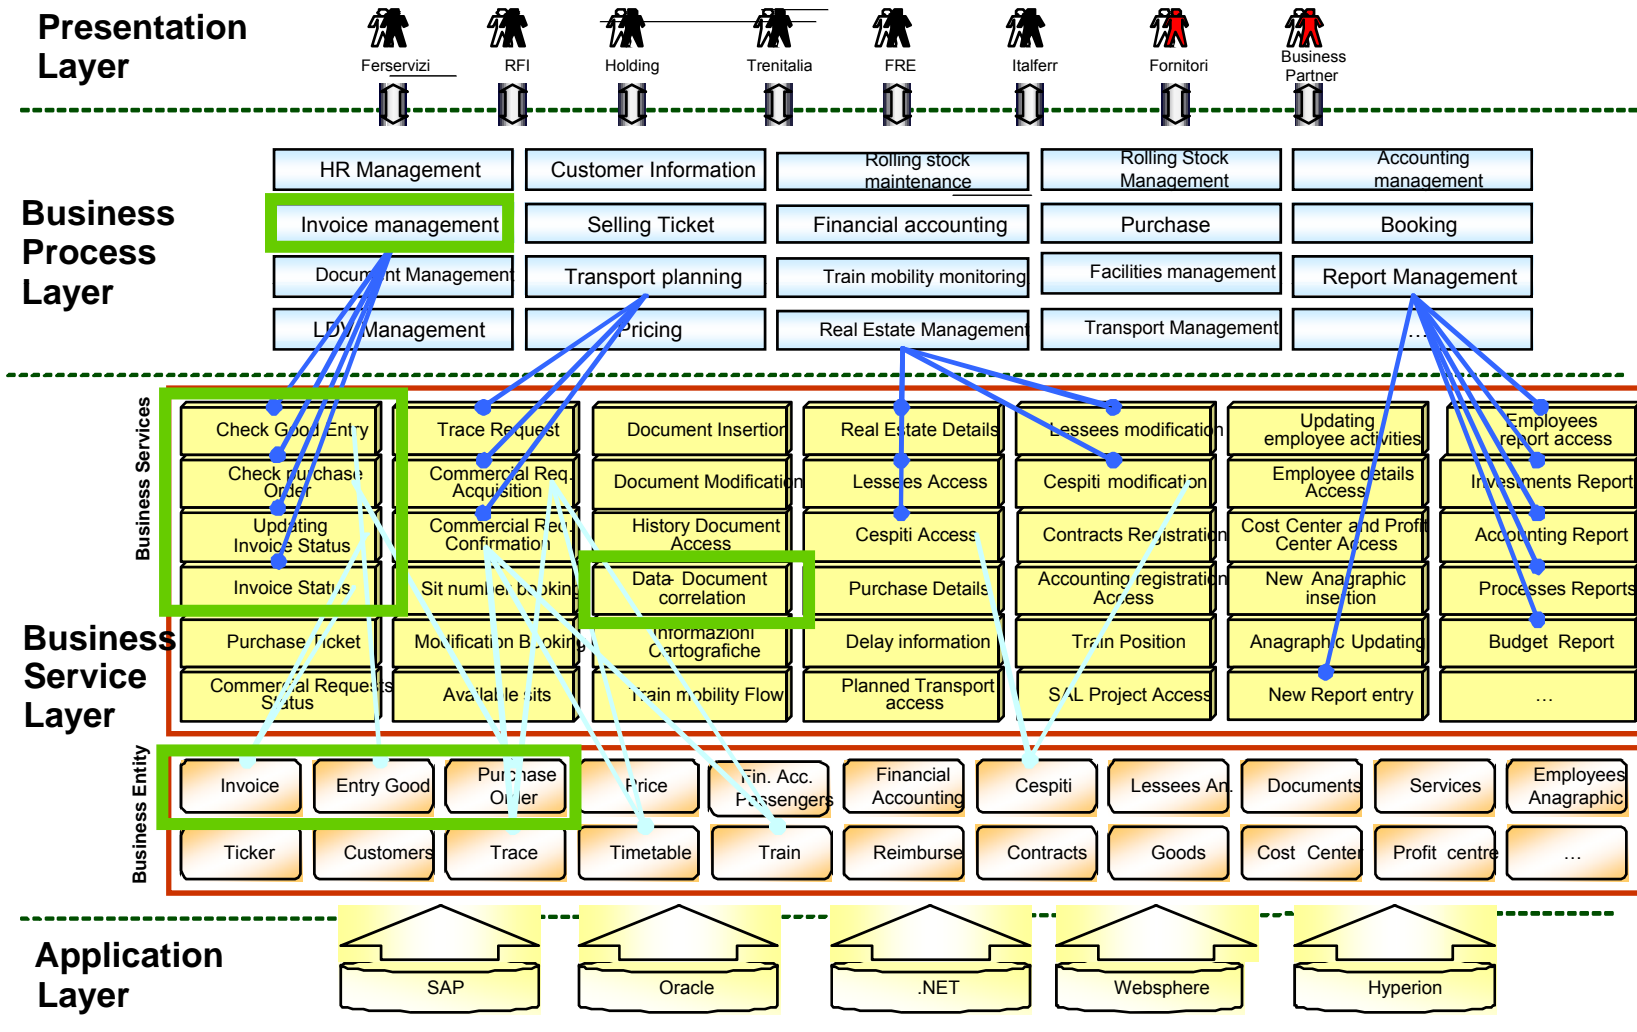 Presentation
Layer
Ferservizi
RFI
Holding
Trenitalia
FRE
Italferr
Fornitori
Business
Partner
Business
Process
Layer
HR Management
Customer Information
Rolling stock
maintenance
Rolling Stock
Management
Accounting
management
Invoice management
Selling Ticket
Financial accounting
Purchase
Booking
Document Management
Transport planning
Train mobility monitoring
Facilities management
Report Management
LDV Management
Pricing
Real Estate Management
Transport Management
...
Business Services
Check Good Entry
Trace Request
Document Insertion
Real Estate Details
Lessees modification
Updating
employee activities
Employees
report access
Check purchase
Order
Commercial Req.
Acquisition
Document Modification
Lessees Access
Cespiti modification
Employee details
Access
Investments Report
Updating
Invoice Status
Commercial Req.
Confirmation
History Document
Access
Cespiti Access
Contracts Registration
Cost Center and Profit
Center Access
Accounting Report
Invoice Status
Sit number booking
Data- Document
correlation
Purchase Details
Accounting registration
Access
New Anagraphic
insertion
Processes Reports
Business
Service
Layer
Purchase Ticket
Modification Booking
Informazioni
Cartografiche
Delay information
Train Position
Anagraphic Updating
Budget Report
Commercial Requests
Status
Available sits
Train mobility Flow
Planned Transport
access
SAL Project Access
New Report entry
...
Business Entity
Invoice
Entry Good
Purchase
Order
Price
Fin. Acc.
Passengers
Financial
Accounting
Cespiti
Lessees An.
Documents
Services
Employees
Anagraphic
Ticker
Customers
Trace
Timetable
Train
Reimburse
Contracts
Goods
Cost Center
Profit centre
...
Application
Layer
SAP
Oracle
.NET
Websphere
Hyperion